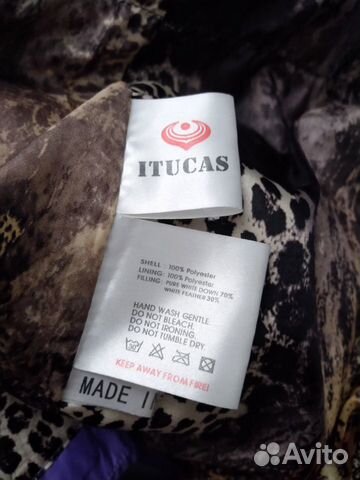 ITUCAS
SHELL: 100% Polyester
LINING: 100% Polyestar
FILLING: PURE WHITE DOWN 70%
WHITE FEATHER 30%
HAND WASH GENTLE.
DO NOT BLEACH.
DO NOT IRONING.
DO NOT TUMBLE DRY.
KEEP AWAY FROM FIRE!
MADE I
Avito